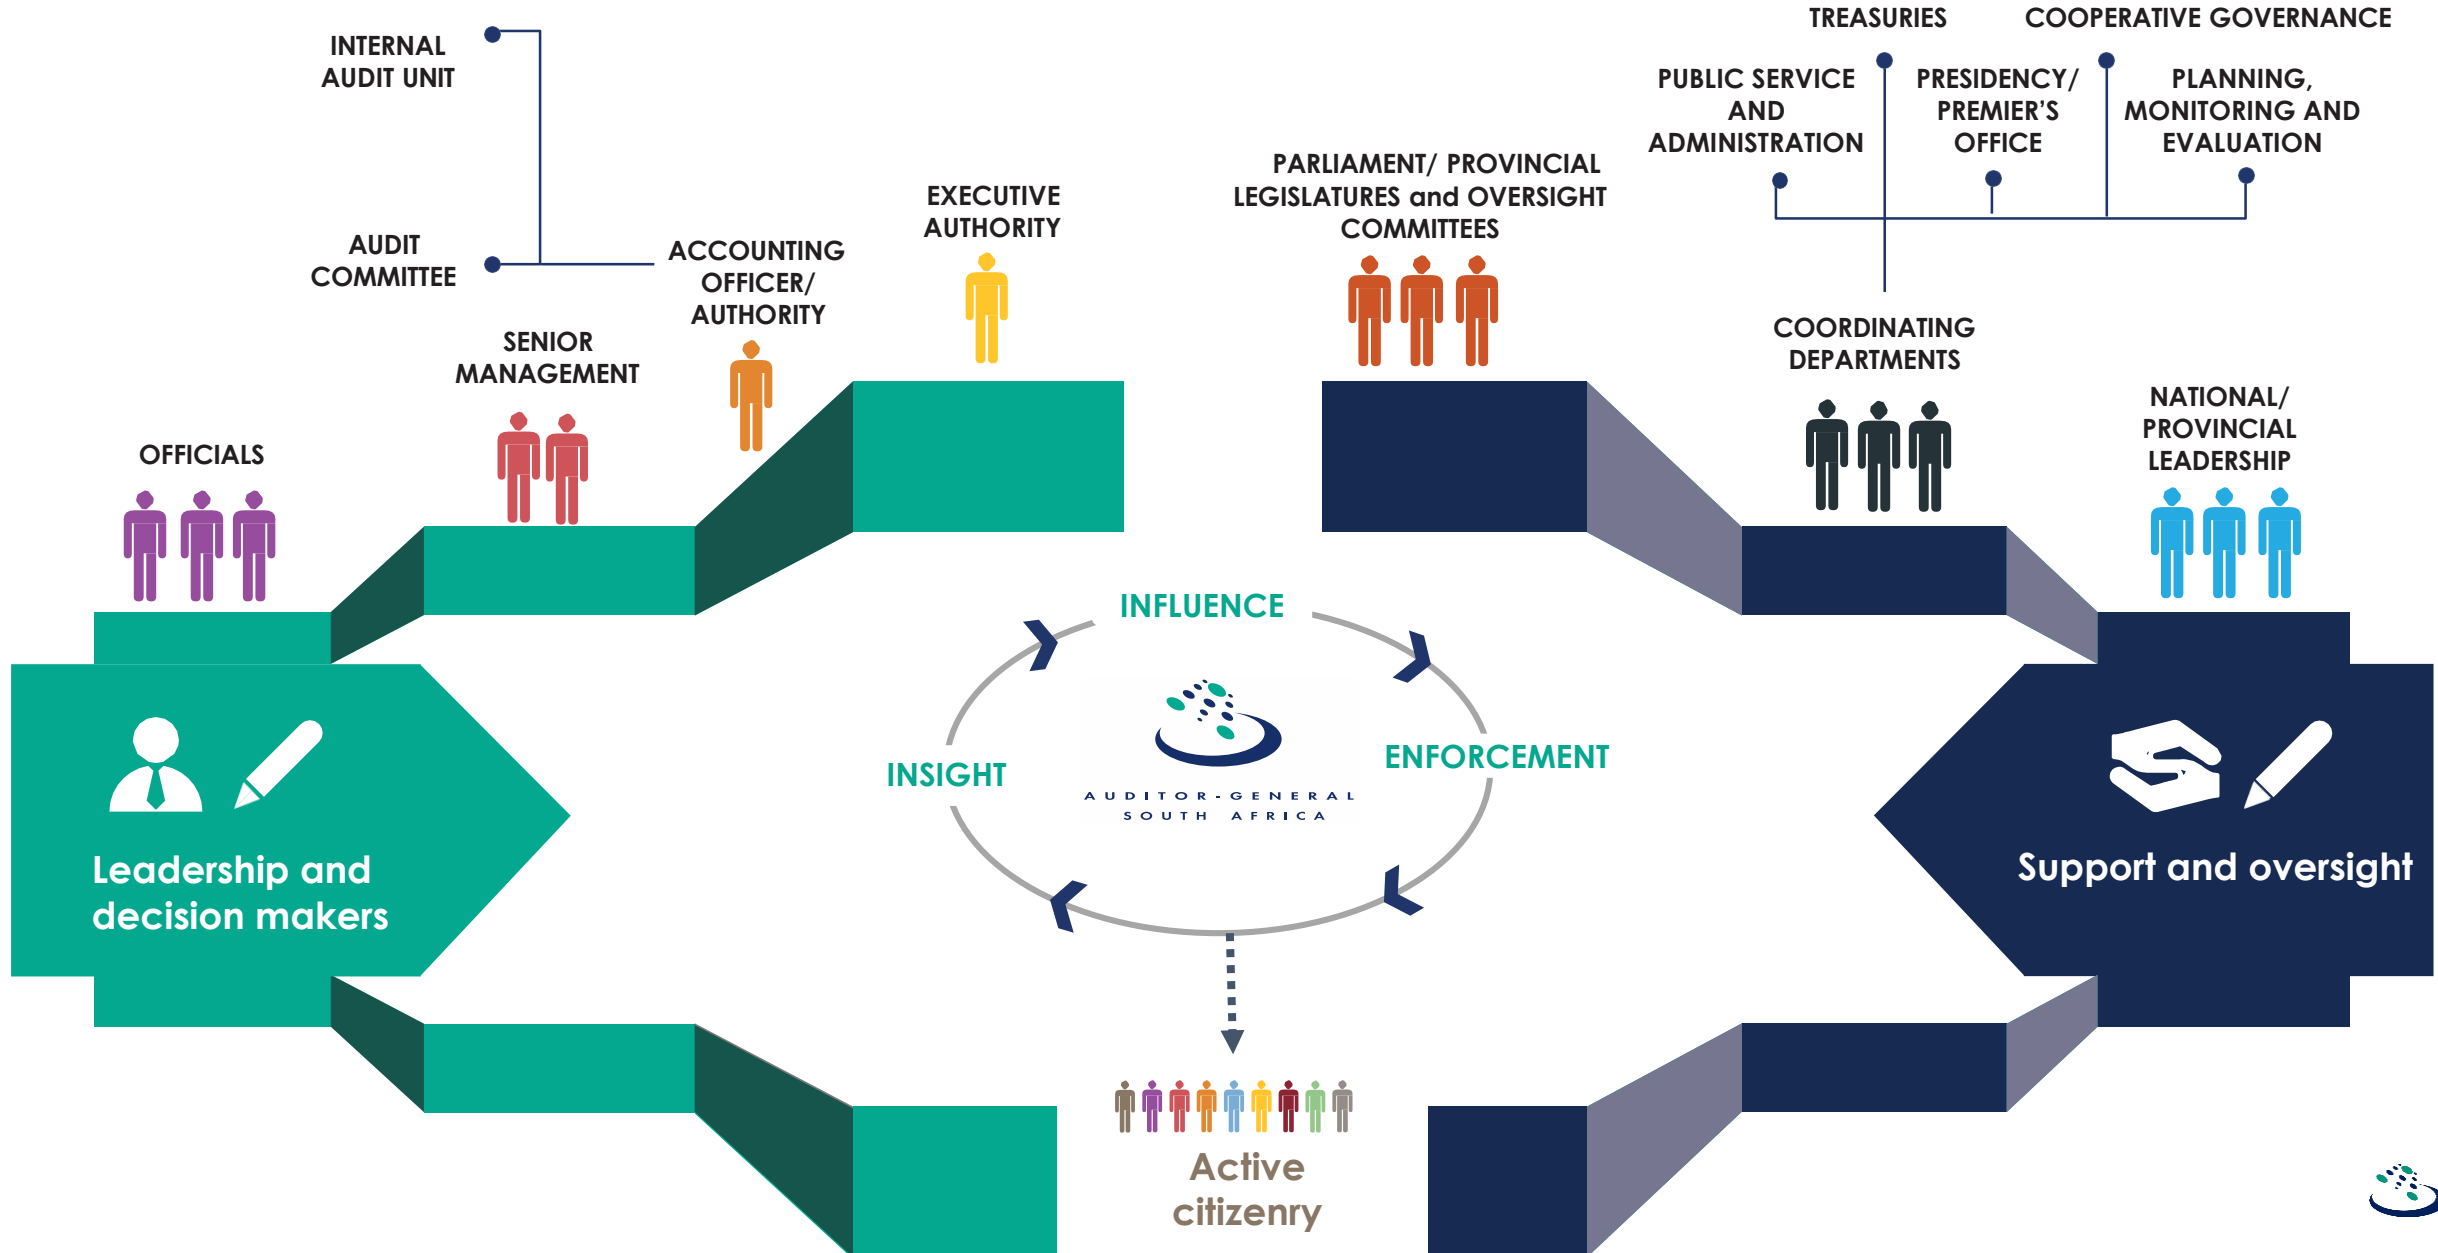 INTERNAL
AUDIT UNIT
AUDIT
COMMITTEE
OFFICIALS
SENIOR
MANAGEMENT
ACCOUNTING
OFFICER/
AUTHORITY
EXECUTIVE
AUTHORITY
PARLIAMENT/ PROVINCIAL
LEGISLATURES and OVERSIGHT
COMMITTEES
TREASURIES
COOPERATIVE GOVERNANCE
PUBLIC SERVICE
AND
ADMINISTRATION
PRESIDENCY/
PREMIER'S
OFFICE
PLANNING,
MONITORING AND
EVALUATION
COORDINATING
DEPARTMENTS
NATIONAL/
PROVINCIAL
LEADERSHIP
Leadership and
decision makers
INFLUENCE
INSIGHT
ENFORCEMENT
AUDITOR-GENERAL
SOUTH AFRICA
Support and oversight
Active
citizenry